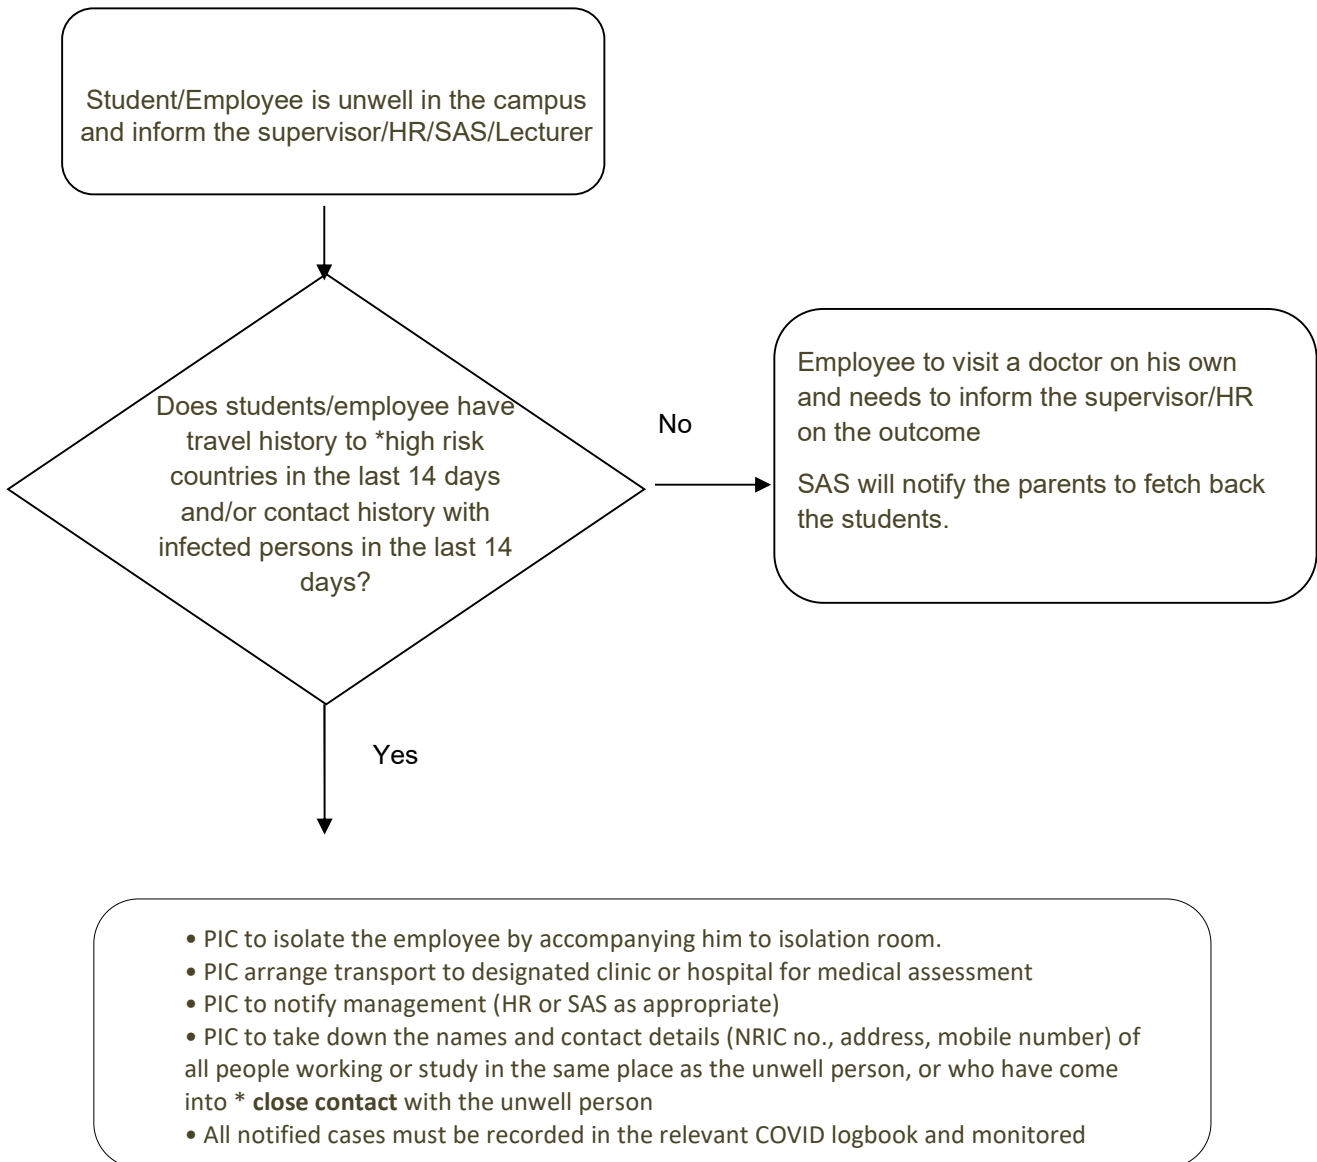 Student/Employee is unwell in the campus
and inform the supervisor/HR/SAS/Lecturer
Does students/employee have
travel history to *high risk
countries in the last 14 days
and/or contact history with
infected persons in the last 14
days?
No
Employee to visit a doctor on his own
and needs to inform the supervisor/HR
on the outcome
SAS will notify the parents to fetch back
the students.
Yes
• PIC to isolate the employee by accompanying him to isolation room.
• PIC arrange transport to designated clinic or hospital for medical assessment
• PIC to notify management (HR or SAS as appropriate)
• PIC to take down the names and contact details (NRIC no., address, mobile number) of
all people working or study in the same place as the unwell person, or who have come
into * close contact with the unwell person
• All notified cases must be recorded in the relevant COVID logbook and monitored